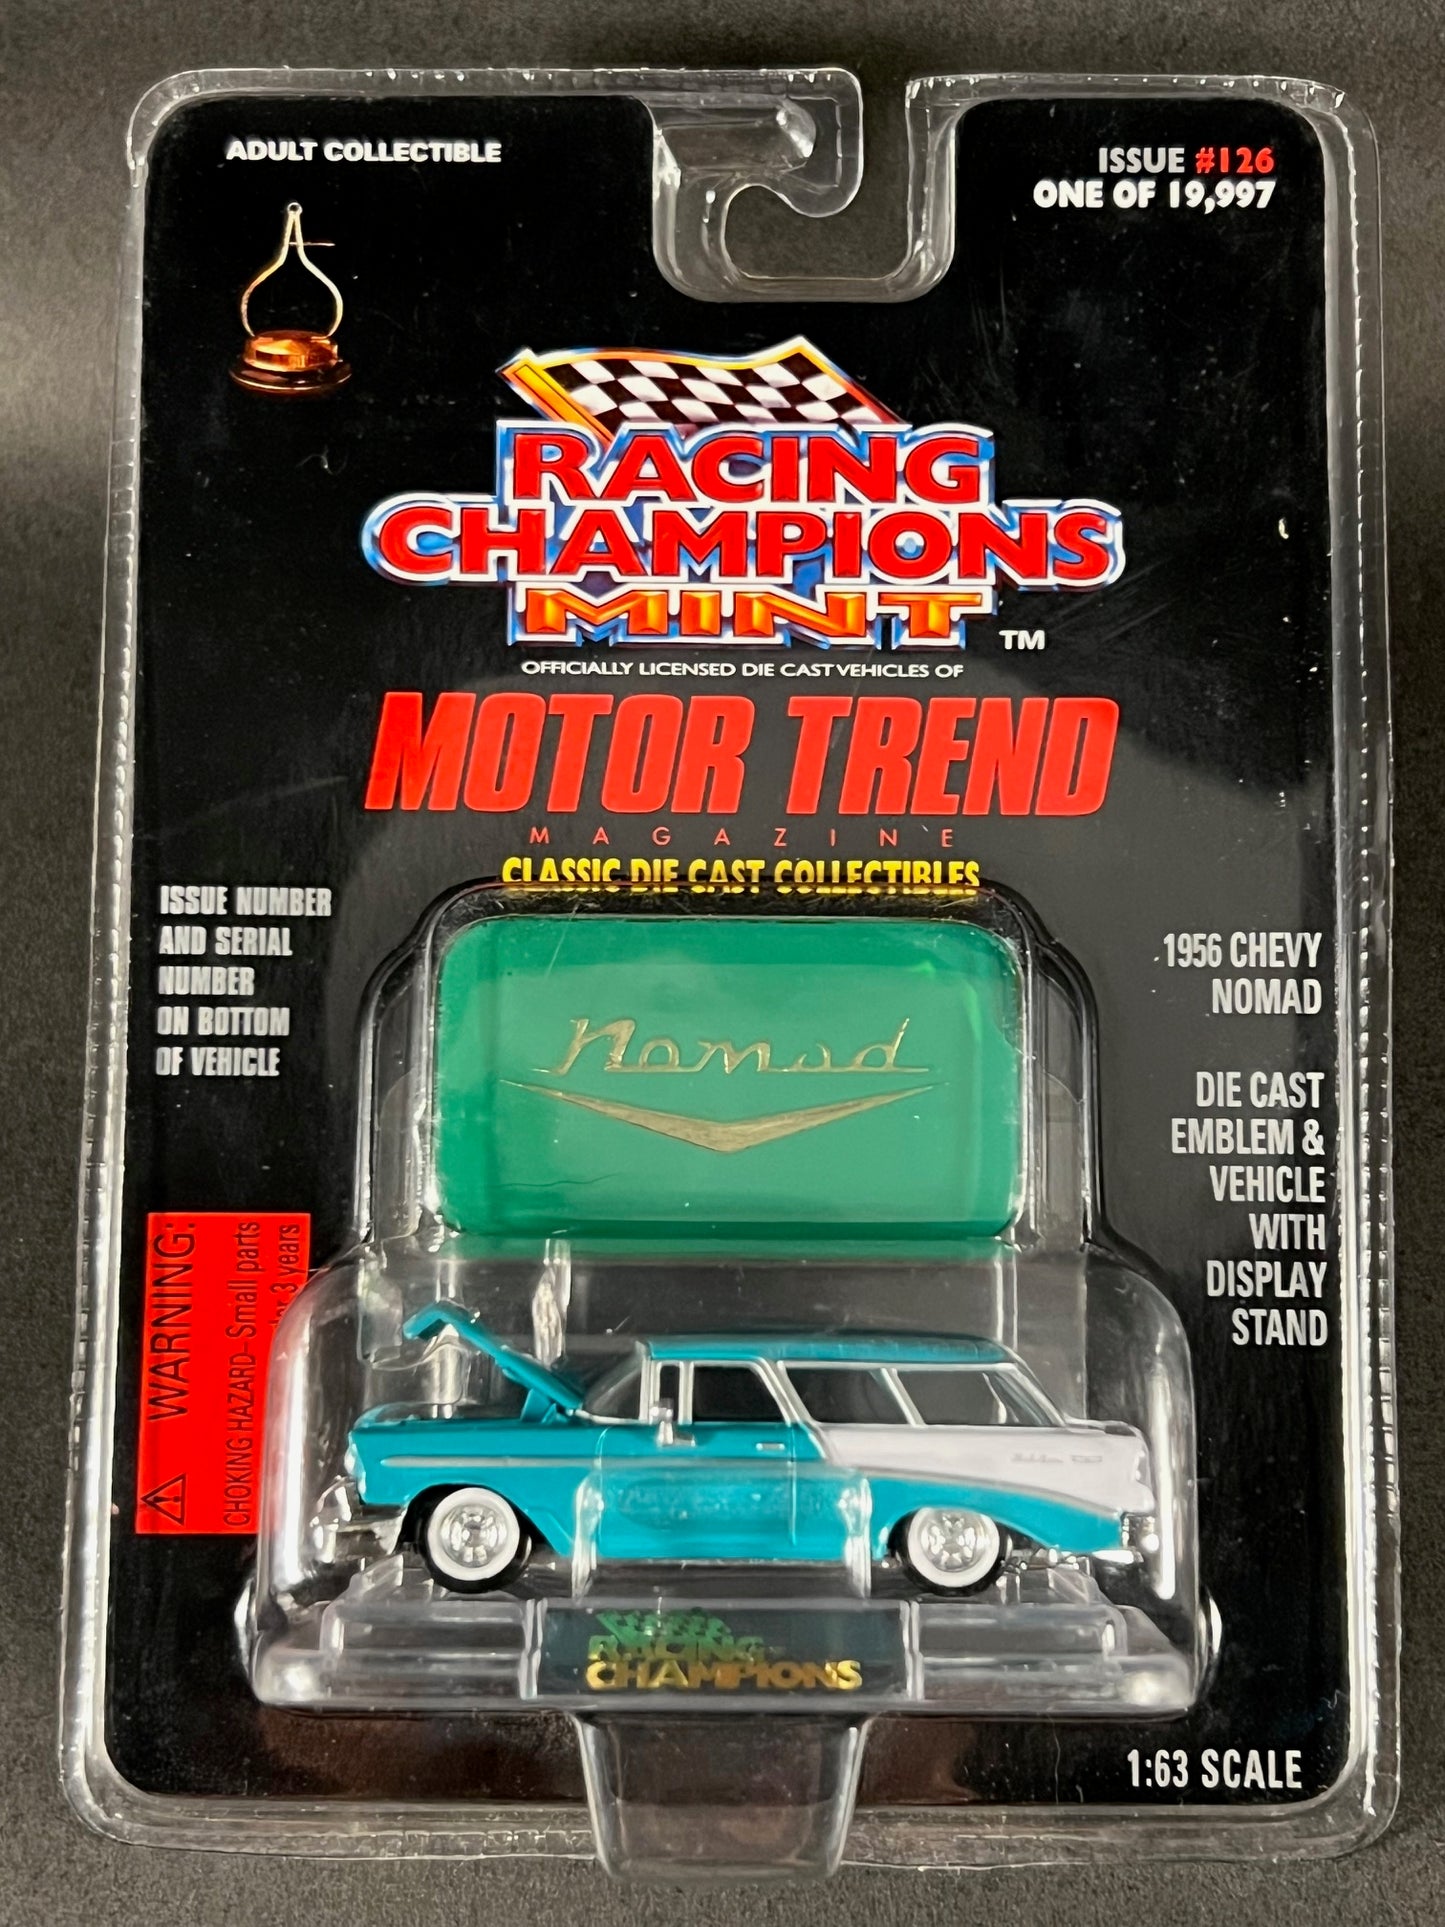 ADULT COLLECTIBLE
ISSUE #126
ONE OF 19,997
RACING
CHAMPIONS
MINT TM
OFFICIALLY LICENSED DIE CAST VEHICLES OF
MOTOR TREND
MAGAZINE
CLASSIC DIE CAST COLLECTIBLES
ISSUE NUMBER
AND SERIAL
NUMBER
ON BOTTOM
OF VEHICLE
1956 CHEVY
NOMAD
DIE CAST
EMBLEM &
VEHICLE
WITH
DISPLAY
STAND
Nomad
WARNING:
CHOKING HAZARD-Small parts
3 years
RACING
CHAMPIONS
1:63 SCALE